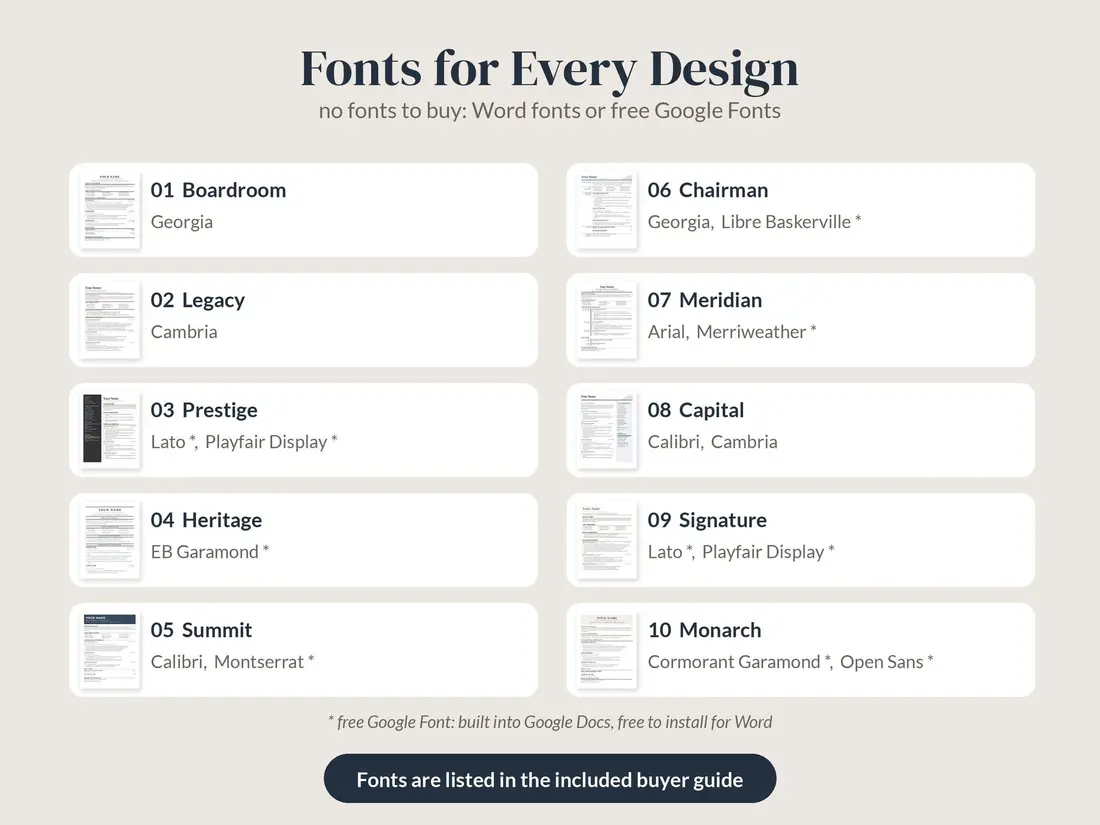 Fonts for Every Design
no fonts to buy: Word fonts or free Google Fonts
01 Boardroom
Georgia
02 Legacy
Cambria
03 Prestige
Lato *, Playfair Display *
04 Heritage
EB Garamond *
05 Summit
Calibri, Montserrat *
06 Chairman
Georgia, Libre Baskerville *
07 Meridian
Arial, Merriweather *
08 Capital
Calibri, Cambria
09 Signature
Lato *, Playfair Display *
10 Monarch
Cormorant Garamond *, Open Sans *
* free Google Font: built into Google Docs, free to install for Word
Fonts are listed in the included buyer guide